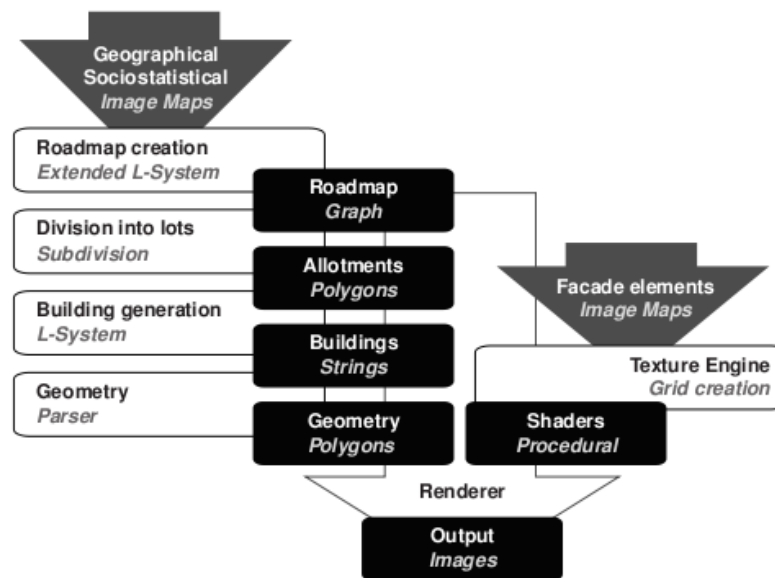 Geographical
Sociostatistical
Image Maps
Roadmap creation
Extended L-System
Roadmap
Graph
Division into lots
Subdivision
Allotments
Polygons
Facade elements
Image Maps
Building generation
L-System
Buildings
Strings
Texture Engine
Grid creation
Geometry
Parser
Geometry
Polygons
Shaders
Procedural
Renderer
Output
Images